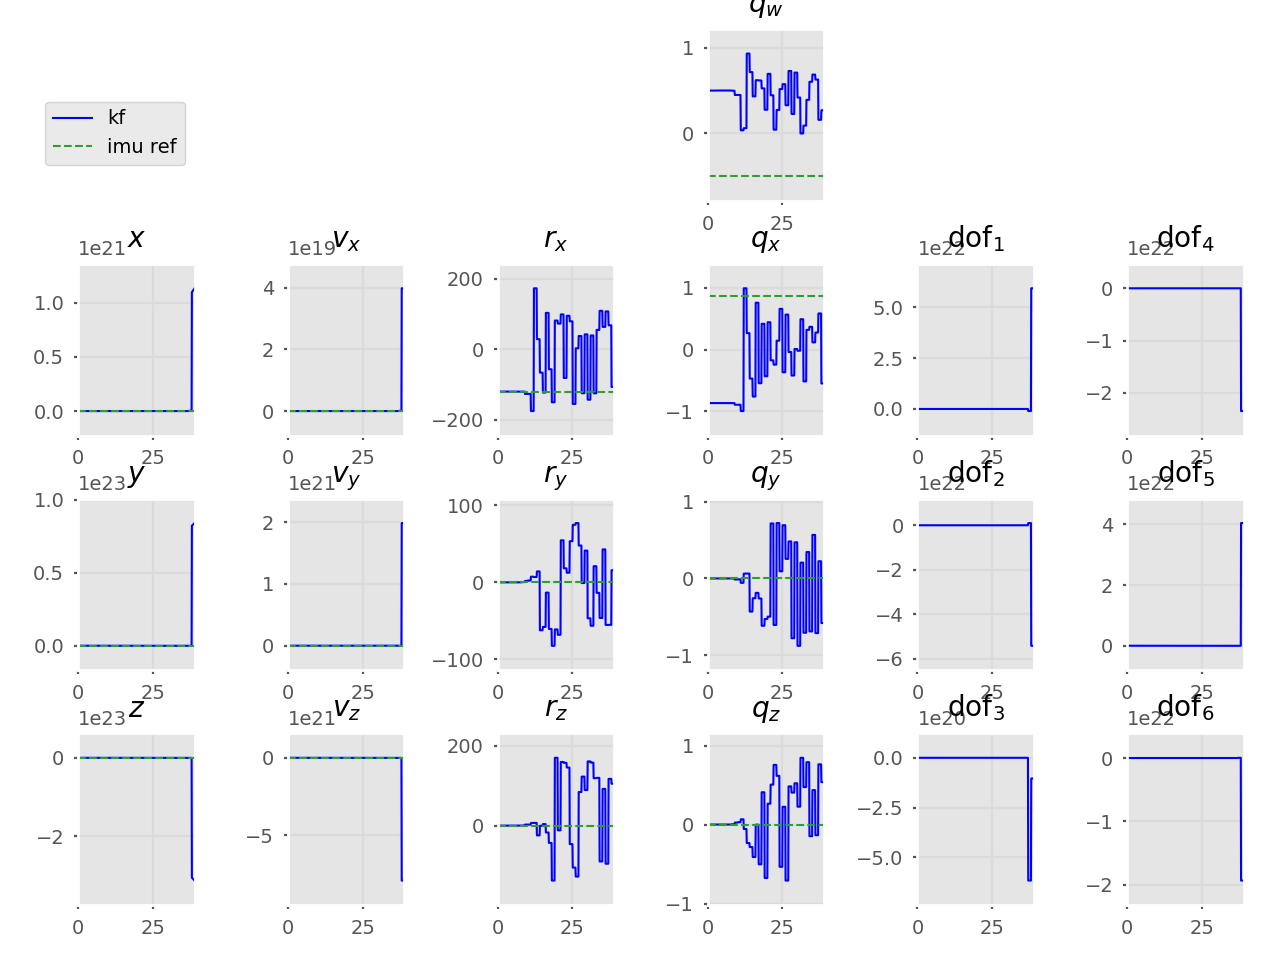 q_w
1
0
0 25
kf
imu ref
x v_x r_x q_x dof_1 dof_4
1e21 1e19 1e22 1e22
1.0 0.5 0.0
4 2 0
200 0 −200
1 0 −1
5.0 2.5 0.0
0 −1 −2
0 25 0 25 0 25 0 25 0 25 0 25
y v_y r_y q_y dof_2 dof_5
1e23 1e21 1e22 1e22
1.0 0.5 0.0
2 1 0
100 0 −100
1 0 −1
0 −2 −4 −6
4 2 0
0 25 0 25 0 25 0 25 0 25 0 25
z v_z r_z q_z dof_3 dof_6
1e23 1e21 1e20 1e22
0 −2
0 −5
200 0
1 0 −1
0.0 −2.5 −5.0
0 −1 −2
0 25 0 25 0 25 0 25 0 25 0 25